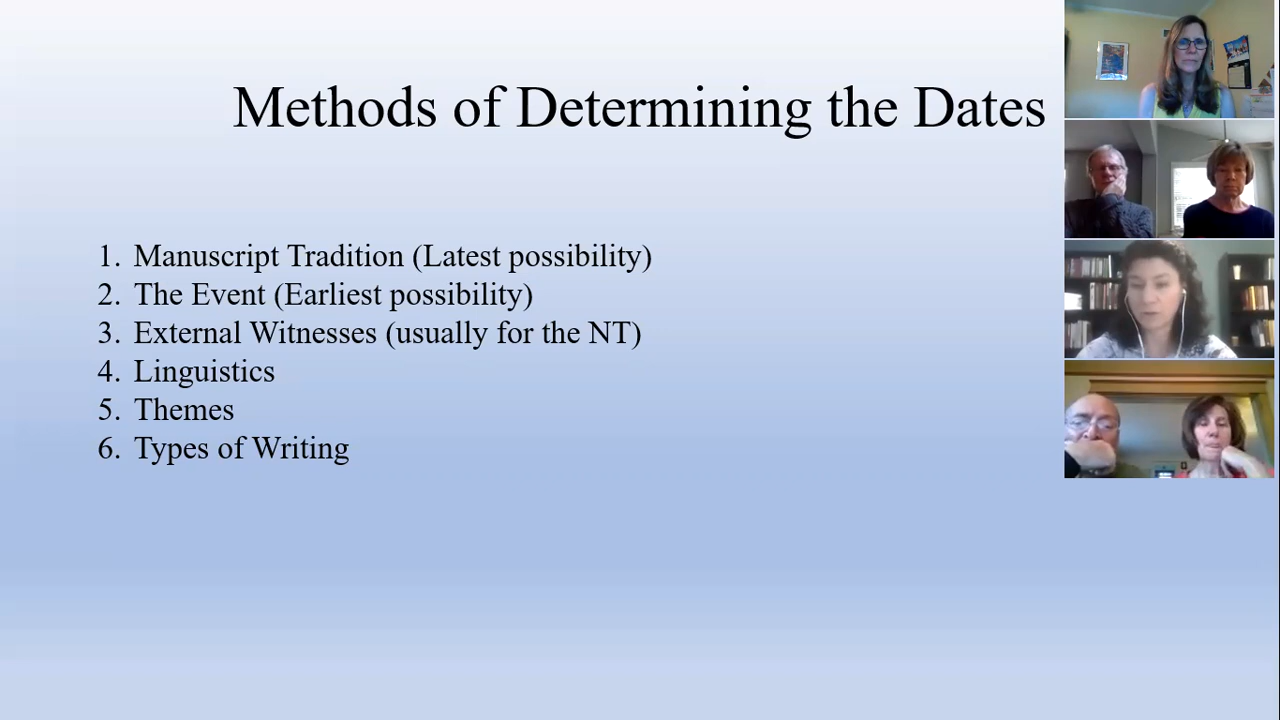 Methods of Determining the Dates
1. Manuscript Tradition (Latest possibility)
2. The Event (Earliest possibility)
3. External Witnesses (usually for the NT)
4. Linguistics
5. Themes
6. Types of Writing